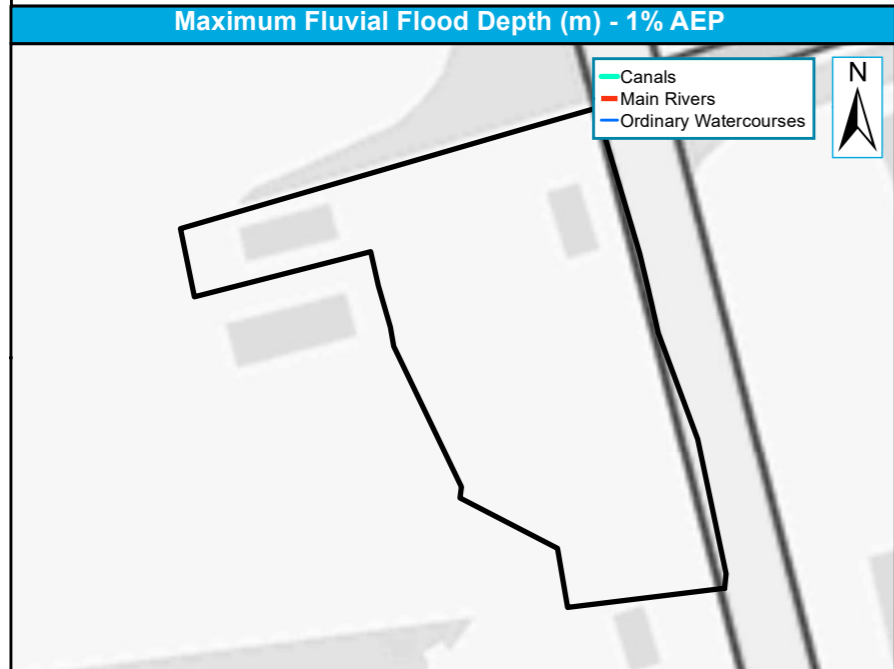 Maximum Fluvial Flood Depth (m) - 1% AEP
Canals
Main Rivers
Ordinary Watercourses
N